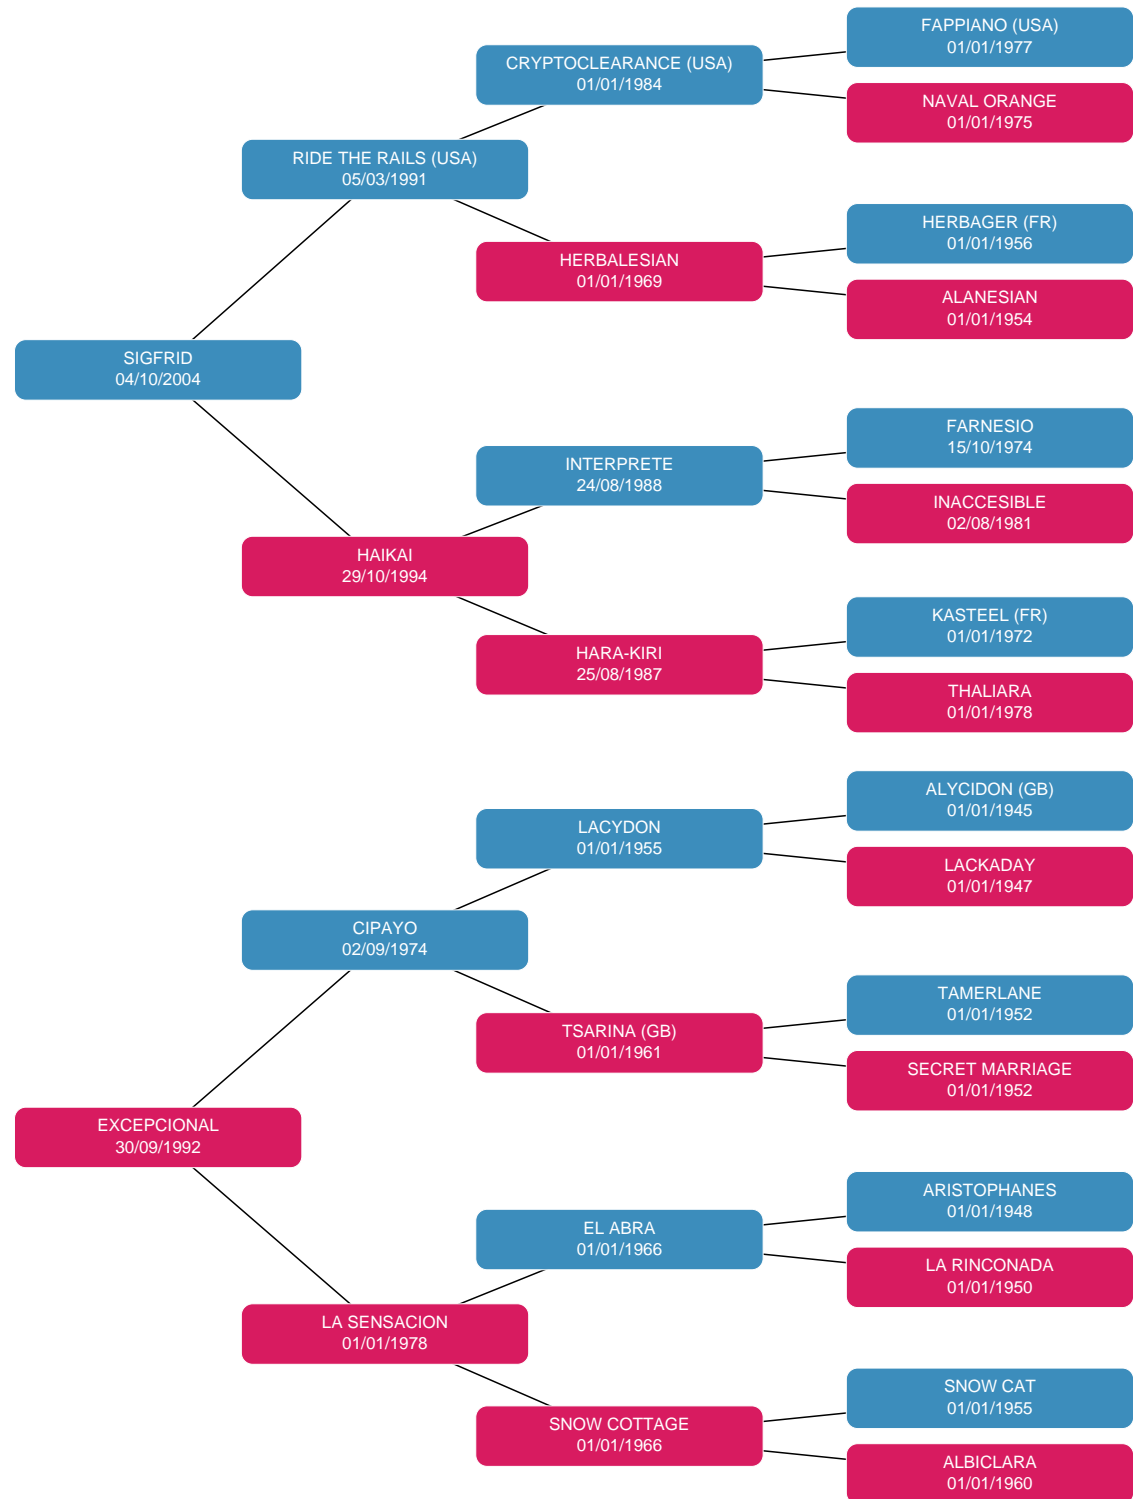 FAPPIANO (USA)
01/01/1977
CRYPTOCLEARANCE (USA)
01/01/1984
NAVAL ORANGE
01/01/1975
RIDE THE RAILS (USA)
05/03/1991
HERBAGER (FR)
01/01/1956
HERBALESIAN
01/01/1969
ALANESIAN
01/01/1954
SIGFRID
04/10/2004
FARNESIO
15/10/1974
INTERPRETE
24/08/1988
INACCESIBLE
02/08/1981
HAIKAI
29/10/1994
KASTEEL (FR)
01/01/1972
HARA-KIRI
25/08/1987
THALIARA
01/01/1978
ALYCIDON (GB)
01/01/1945
LACYDON
01/01/1955
LACKADAY
01/01/1947
CIPAYO
02/09/1974
TAMERLANE
01/01/1952
TSARINA (GB)
01/01/1961
SECRET MARRIAGE
01/01/1952
EXCEPCIONAL
30/09/1992
ARISTOPHANES
01/01/1948
EL ABRA
01/01/1966
LA RINCONADA
01/01/1950
LA SENSACION
01/01/1978
SNOW CAT
01/01/1955
SNOW COTTAGE
01/01/1966
ALBICLARA
01/01/1960